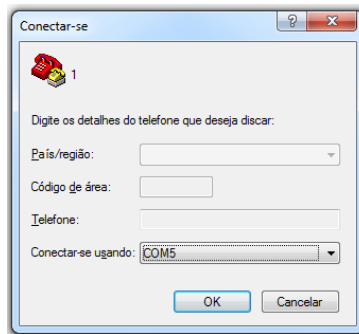 Conectar-se
1
Digite os detalhes do telefone que deseja discar:
País/região:
Código de área:
Telefone:
Conectar-se usando: COM5
OK Cancelar